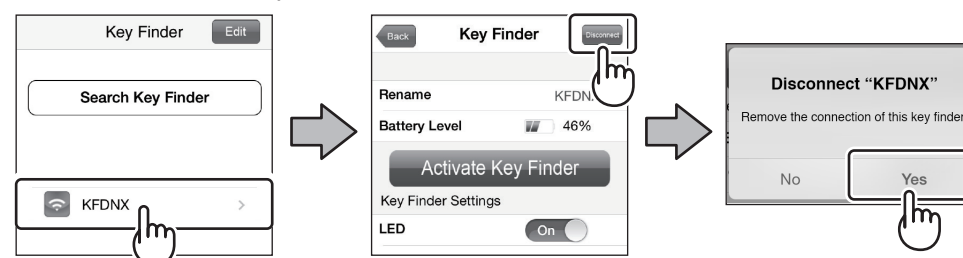 Key Finder
Edit
Search Key Finder
KFDNX
Back
Key Finder
Disconnect
Rename
KFDN
Battery Level
46%
Activate Key Finder
Key Finder Settings
LED
On
Disconnect “KFDNX”
Remove the connection of this key finder
No
Yes